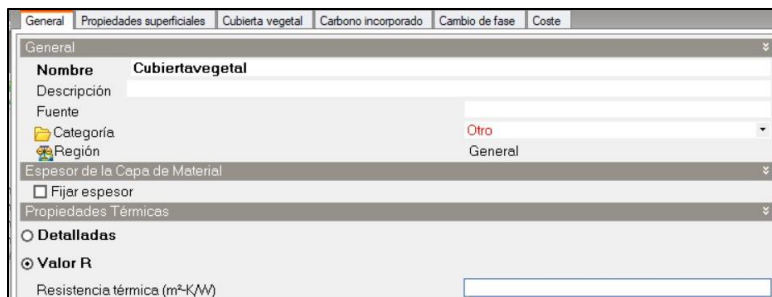 General Propiedades superficiales Cubierta vegetal Carbono incorporado Cambio de fase Coste
General
Nombre Cubiertavegetal
Descripción
Fuente
Categoría Otro
Región General
Espesor de la Capa de Material
Fijar espesor
Propiedades Térmicas
Detalladas
Valor R
Resistencia térmica (m²-K/W)